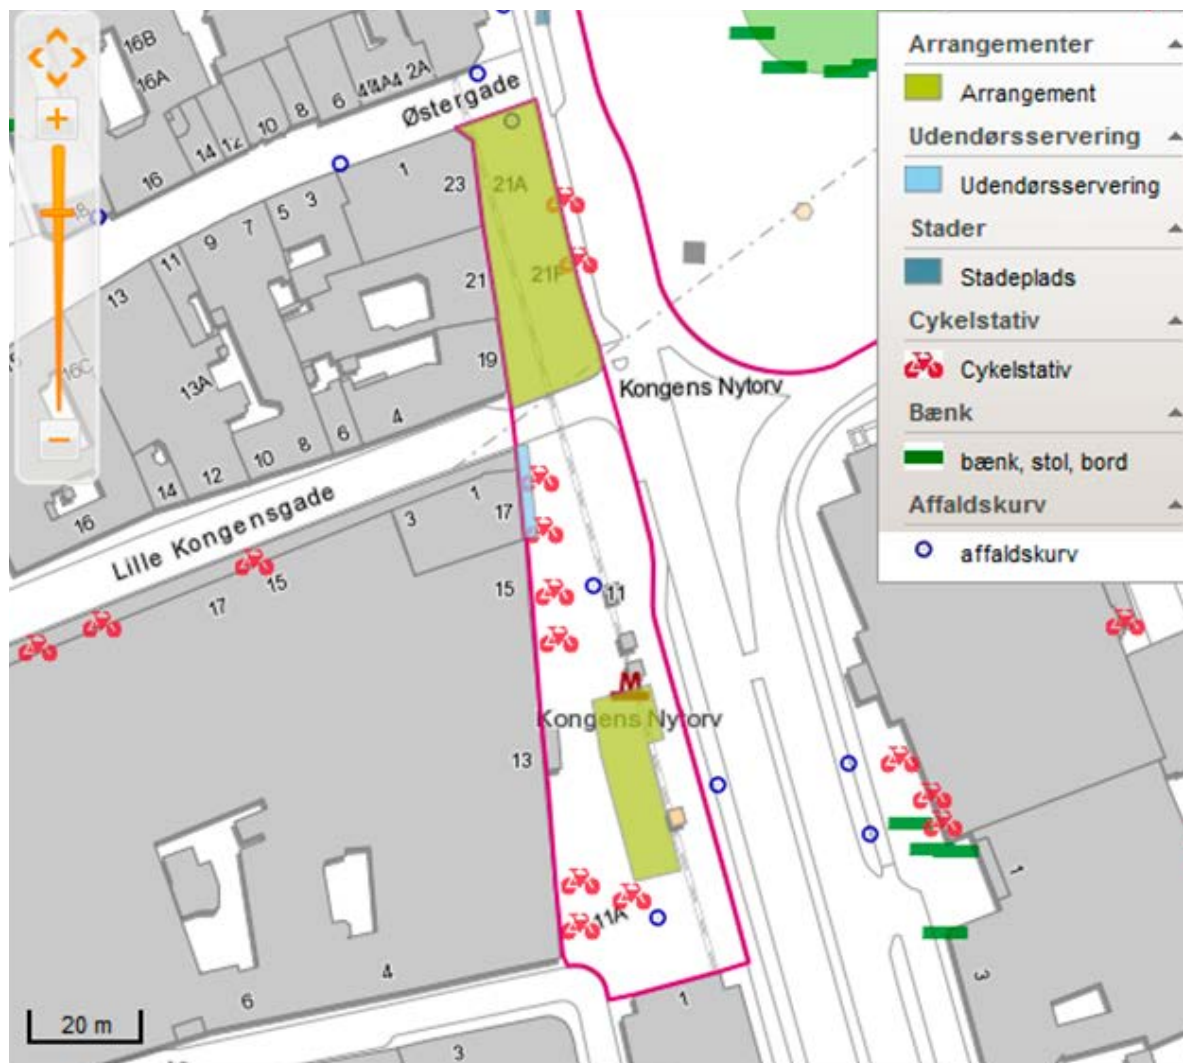 Arrangementer
Arrangement
Udendørsservering
Udendørsservering
Stader
Stadeplads
Cykelstativ
Cykelstativ
Bænk
bænk, stol, bord
Affaldskurv
affaldskurv
16B
16A
16
14
12
10
8
6
4
2A
Østergade
1
23
21A
3
5
7
9
11
13
21
21F
16C
19
13A
Kongens Nytorv
4
6
8
10
12
14
16
Lille Kongensgade
1
3
17
15
17
15
11
M
Kongens Nytorv
13
11A
1
4
6
1
3
3
20 m